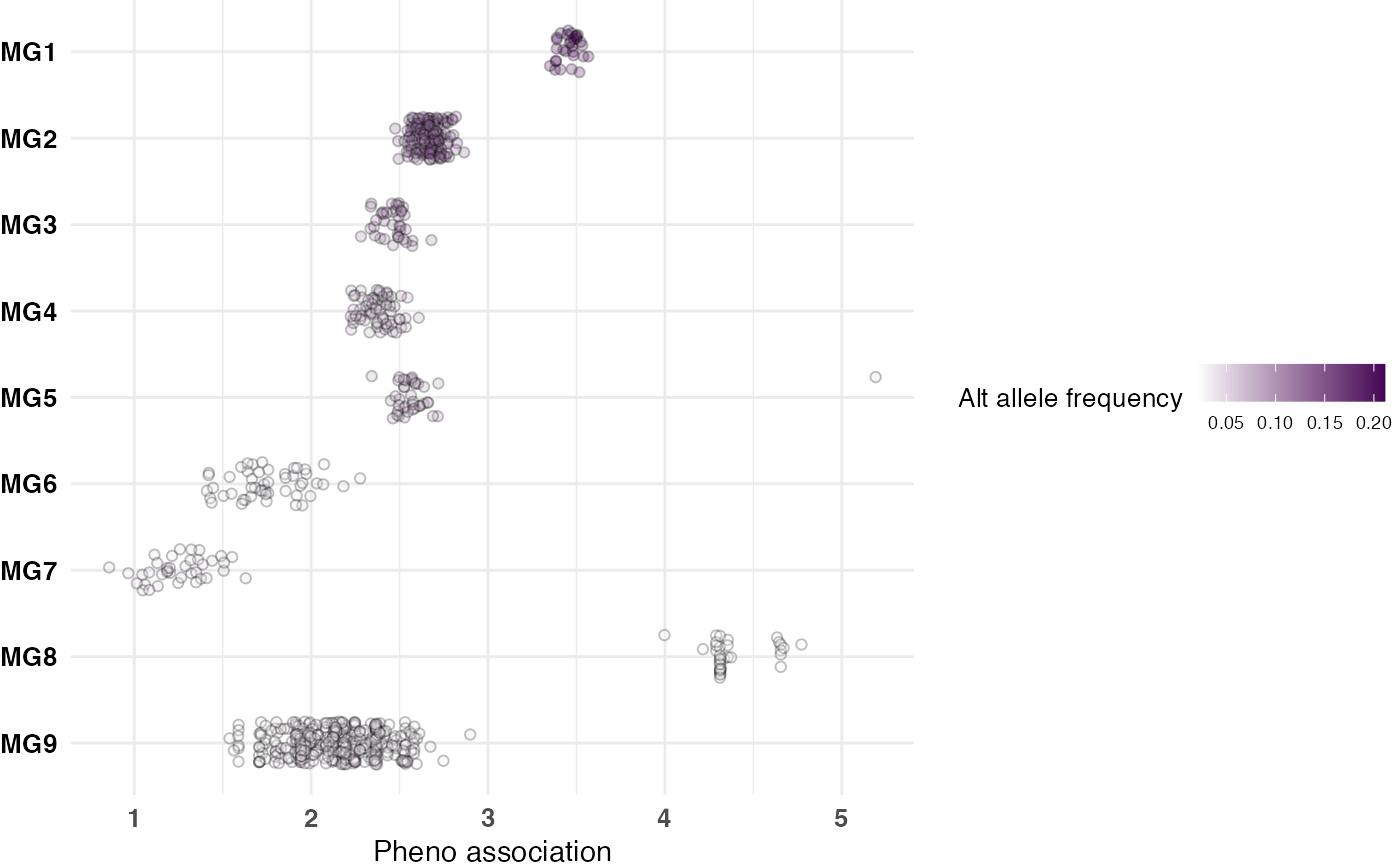 MG1
MG2
MG3
MG4
MG5
MG6
MG7
MG8
MG9
1 2 3 4 5
Pheno association
Alt allele frequency
0.05 0.10 0.15 0.20